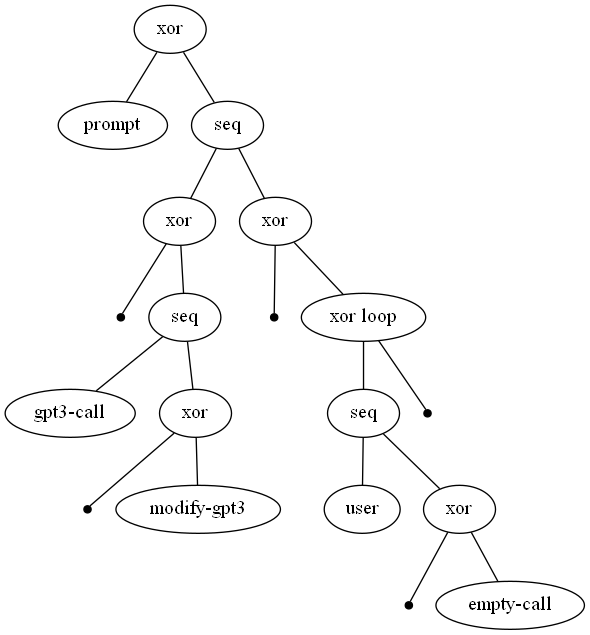 xor
prompt
seq
xor
xor
seq
xor loop
gpt3-call
xor
seq
modify-gpt3
user
xor
empty-call